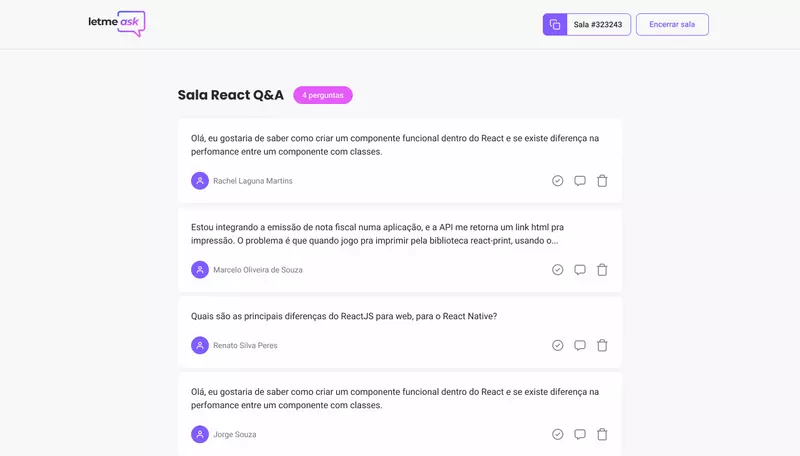 letme ask
Sala #323243
Encerrar sala
Sala React Q&A
4 perguntas
Olá, eu gostaria de saber como criar um componente funcional dentro do React e se existe diferença na
perfomance entre um componente com classes.
Rachel Laguna Martins
Estou integrando a emissão de nota fiscal numa aplicação, e a API me retorna um link html pra
impressão. O problema é que quando jogo pra imprimir pela biblioteca react-print, usando o...
Marcelo Oliveira de Souza
Quais são as principais diferenças do ReactJS para web, para o React Native?
Renato Silva Peres
Olá, eu gostaria de saber como criar um componente funcional dentro do React e se existe diferença na
perfomance entre um componente com classes.
Jorge Souza